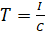 T = I/C